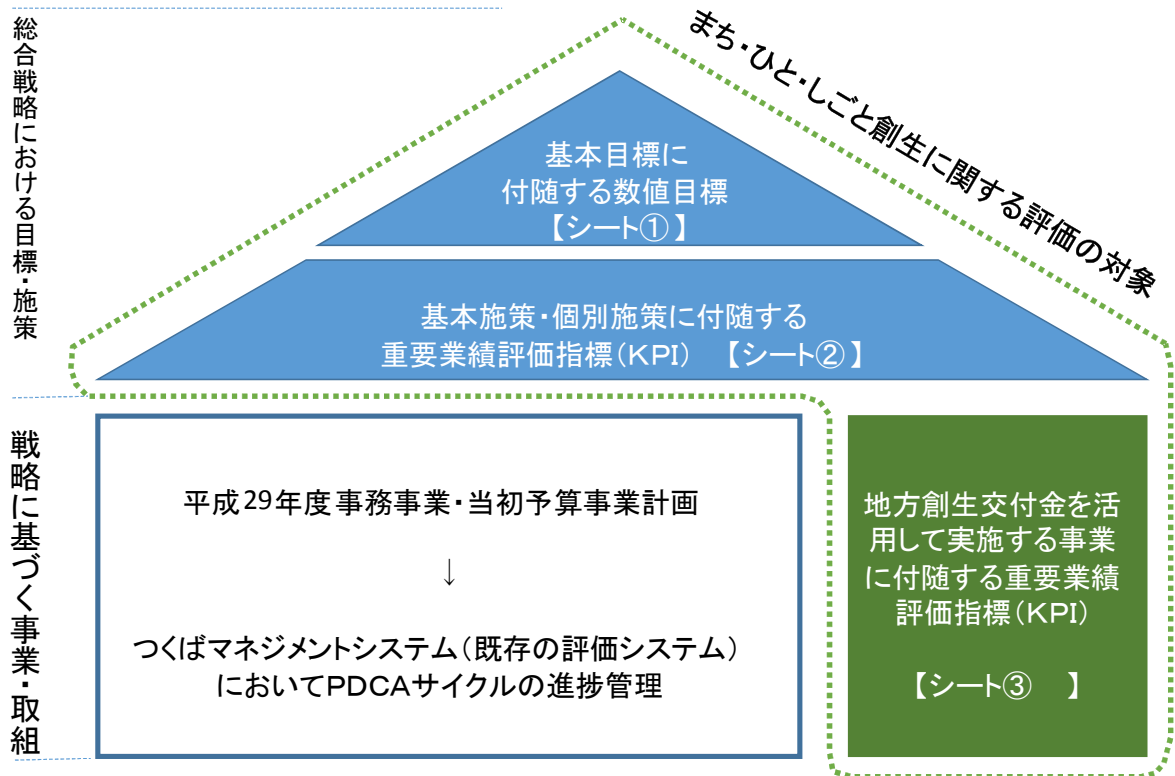 総合戦略における目標・施策
まち・ひと・しごと創生に関する評価の対象
基本目標に
付随する数値目標
【シート①】
基本施策・個別施策に付随する
重要業績評価指標(KPI) 【シート②】
戦略に基づく事業・取組
平成29年度事務事業・当初予算事業計画
↓
つくばマネジメントシステム(既存の評価システム)
においてPDCAサイクルの進捗管理
地方創生交付金を活
用して実施する事業
に付随する重要業績
評価指標(KPI)
【シート③ 】